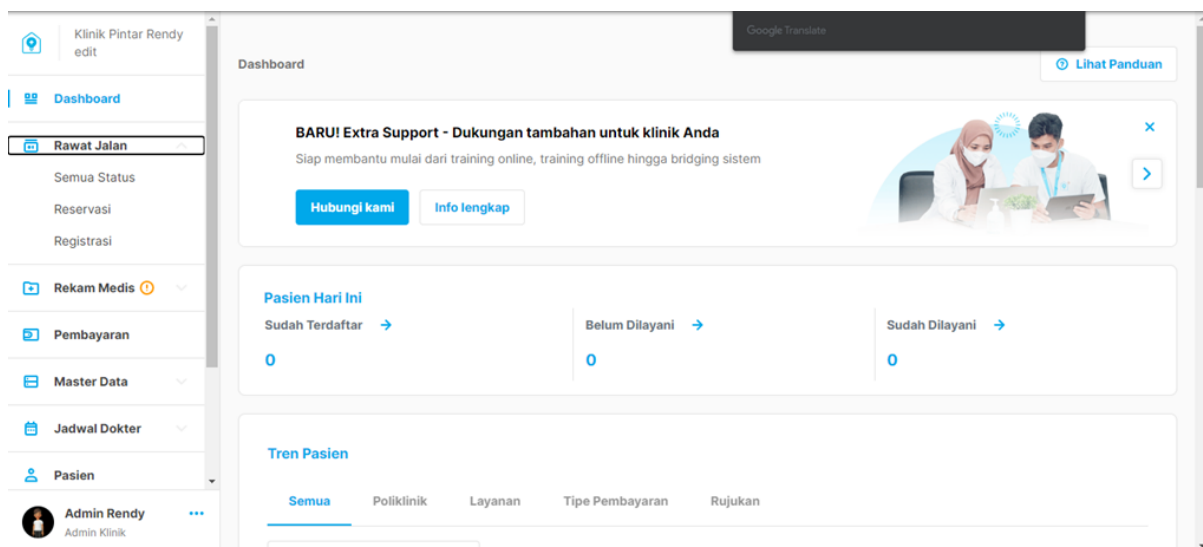 Klinik Pintar Rendy
edit
Dashboard
Rawat Jalan
Semua Status
Reservasi
Registrasi
Rekam Medis
Pembayaran
Master Data
Jadwal Dokter
Pasien
Admin Rendy
Admin Klinik
Google Translate
Dashboard
Lihat Panduan
BARU! Extra Support - Dukungan tambahan untuk klinik Anda
Siap membantu mulai dari training online, training offline hingga bridging sistem
Hubungi kami Info lengkap
Pasien Hari Ini
Sudah Terdaftar Belum Dilayani Sudah Dilayani
0 0 0
Tren Pasien
Semua Poliklinik Layanan Tipe Pembayaran Rujukan